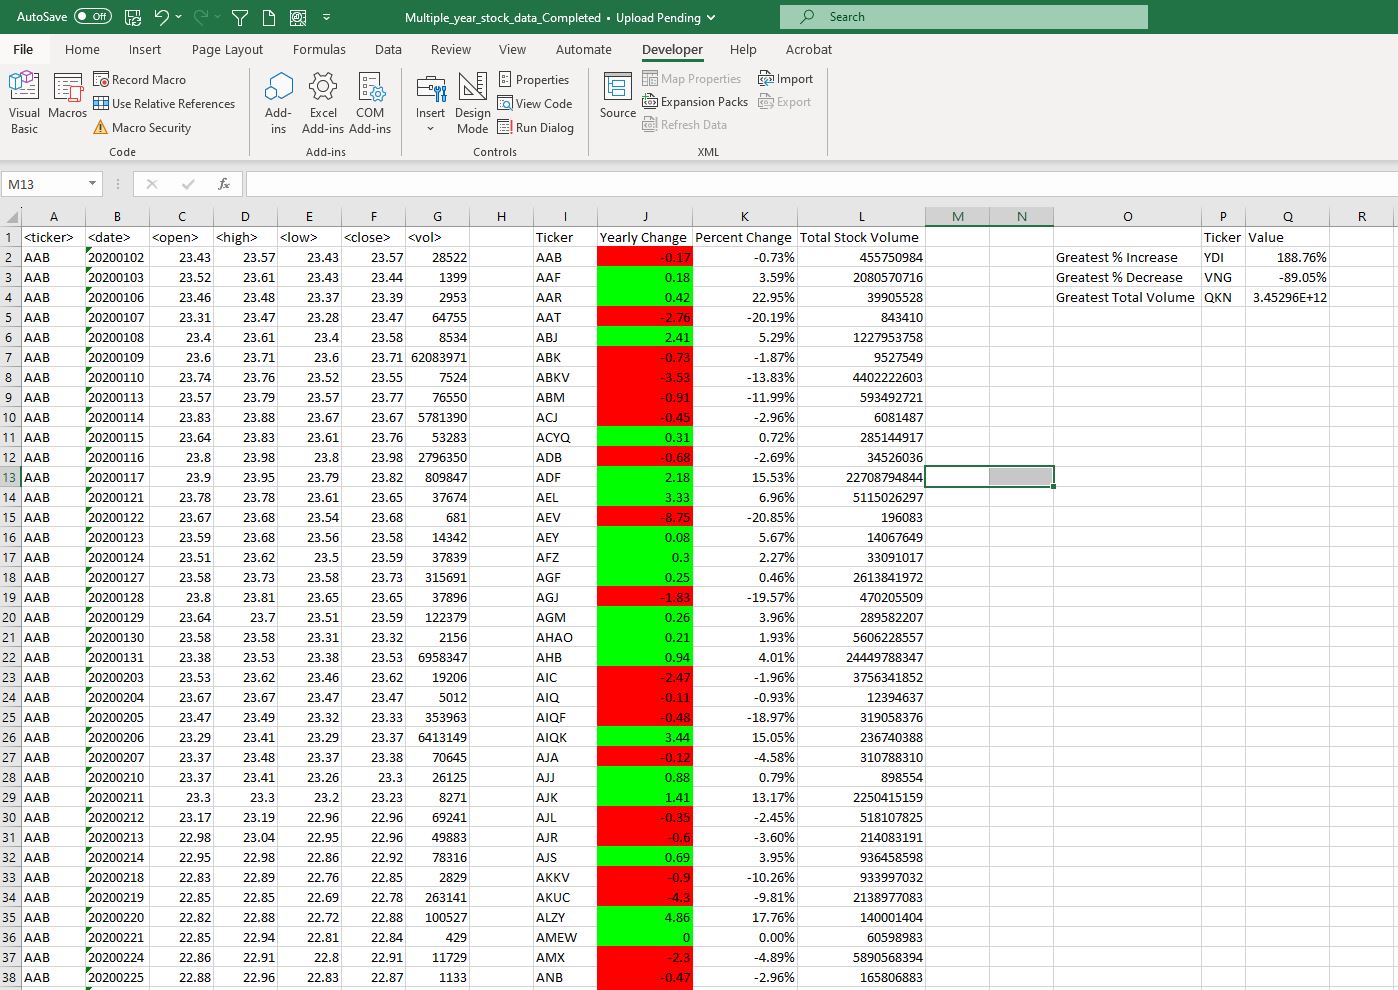 AutoSave Off Multiple_year_stock_data_Completed • Upload Pending Search
File Home Insert Page Layout Formulas Data Review View Automate Developer Help Acrobat
Visual Basic
Macros
Record Macro
Use Relative References
Macro Security
Code
Add-ins
Excel Add-ins
COM Add-ins
Add-ins
Insert
Design Mode
Properties
View Code
Run Dialog
Controls
Source
Map Properties
Expansion Packs
Refresh Data
Import
Export
XML
M13 fx
A B C D E F G H I J K L M N O P Q R
1 <ticker> <date> <open> <high> <low> <close> <vol> Ticker Yearly Change Percent Change Total Stock Volume Ticker Value
2 AAB 20200102 23.43 23.57 23.43 23.57 28522 AAB -0.17 -0.73% 455750984 Greatest % Increase YDI 188.76%
3 AAB 20200103 23.52 23.61 23.43 23.44 1399 AAF 0.18 3.59% 2080570716 Greatest % Decrease VNG -89.05%
4 AAB 20200106 23.46 23.48 23.37 23.39 2953 AAR 0.42 22.95% 39905528 Greatest Total Volume QKN 3.45296E+12
5 AAB 20200107 23.31 23.47 23.28 23.47 64755 AAT -2.76 -20.19% 843410
6 AAB 20200108 23.4 23.61 23.4 23.58 8534 ABJ 2.41 5.29% 1227953758
7 AAB 20200109 23.6 23.71 23.6 23.71 62083971 ABK -0.73 -1.87% 9527549
8 AAB 20200110 23.74 23.76 23.52 23.55 7524 ABKV -3.53 -13.83% 4402222603
9 AAB 20200113 23.57 23.79 23.57 23.77 76550 ABM -0.91 -11.99% 593492721
10 AAB 20200114 23.83 23.88 23.67 23.67 5781390 ACJ -0.45 -2.96% 6081487
11 AAB 20200115 23.64 23.83 23.61 23.76 53283 ACYQ 0.31 0.72% 285144917
12 AAB 20200116 23.8 23.98 23.8 23.98 2796350 ADB -0.68 -2.69% 34526036
13 AAB 20200117 23.9 23.95 23.79 23.82 809847 ADF 2.18 15.53% 22708794844
14 AAB 20200121 23.78 23.78 23.61 23.65 37674 AEL 3.33 6.96% 5115026297
15 AAB 20200122 23.67 23.68 23.54 23.68 681 AEV -8.75 -20.85% 196083
16 AAB 20200123 23.59 23.68 23.56 23.58 14342 AEY 0.08 5.67% 14067649
17 AAB 20200124 23.51 23.62 23.5 23.59 37839 AFZ 0.3 2.27% 33091017
18 AAB 20200127 23.58 23.73 23.58 23.73 315691 AGF 0.25 0.46% 2613841972
19 AAB 20200128 23.8 23.81 23.65 23.65 37896 AGJ -1.83 -19.57% 470205509
20 AAB 20200129 23.64 23.7 23.51 23.59 122379 AGM 0.26 3.96% 289582207
21 AAB 20200130 23.58 23.58 23.31 23.32 2156 AHAO 0.21 1.93% 5606228557
22 AAB 20200131 23.38 23.53 23.38 23.53 6958347 AHB 0.94 4.01% 24449788347
23 AAB 20200203 23.53 23.62 23.46 23.62 19206 AIC -2.47 -1.96% 3756341852
24 AAB 20200204 23.67 23.67 23.47 23.47 5012 AIQ -0.11 -0.93% 12394637
25 AAB 20200205 23.47 23.49 23.32 23.33 353963 AIQF -0.48 -18.97% 319058376
26 AAB 20200206 23.29 23.41 23.29 23.37 6413149 AIQK 3.44 15.05% 236740388
27 AAB 20200207 23.37 23.48 23.37 23.38 70645 AJA -0.12 -4.58% 310788310
28 AAB 20200210 23.37 23.41 23.26 23.3 26125 AJJ 0.88 0.79% 898554
29 AAB 20200211 23.3 23.3 23.2 23.23 8271 AJK 1.41 13.17% 2250415159
30 AAB 20200212 23.17 23.19 22.96 22.96 69241 AJL -0.35 -2.45% 518107825
31 AAB 20200213 22.98 23.04 22.95 22.96 49883 AJR -0.6 -3.60% 214083191
32 AAB 20200214 22.95 22.98 22.86 22.92 78316 AJS 0.69 3.95% 936458598
33 AAB 20200218 22.83 22.89 22.76 22.85 2829 AKKV -0.9 -10.26% 933997032
34 AAB 20200219 22.85 22.85 22.69 22.78 263141 AKUC -4.3 -9.81% 2138977083
35 AAB 20200220 22.82 22.88 22.72 22.88 100527 ALZY 4.86 17.76% 140001404
36 AAB 20200221 22.85 22.94 22.81 22.84 429 AMEW 0 0.00% 60598983
37 AAB 20200224 22.86 22.91 22.8 22.91 11729 AMX -2.3 -4.89% 5890568394
38 AAB 20200225 22.88 22.96 22.83 22.87 1133 ANB -0.47 -2.96% 165806883